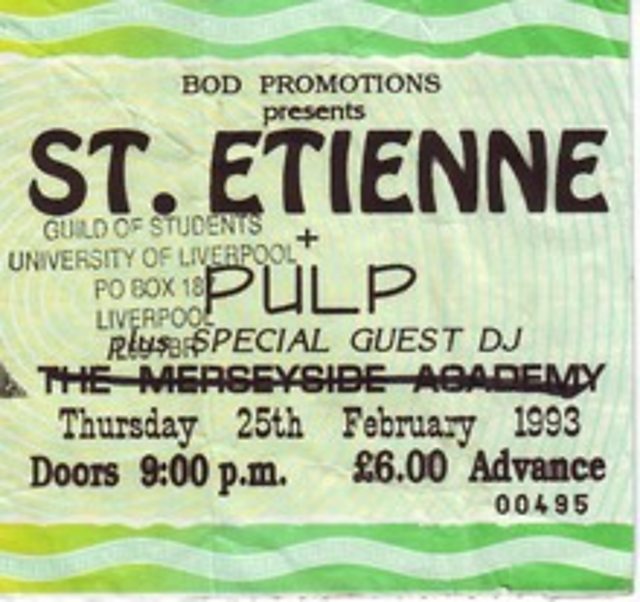 BOD PROMOTIONS
presents
ST. ETIENNE
GUILD OF STUDENTS
+
UNIVERSITY OF LIVERPOOL
PULP
PO BOX 187
LIVERPOOL
plus SPECIAL GUEST DJ
THE MERSEYSIDE ACADEMY
Thursday 25th February 1993
Doors 9:00 p.m. £6.00 Advance
00495